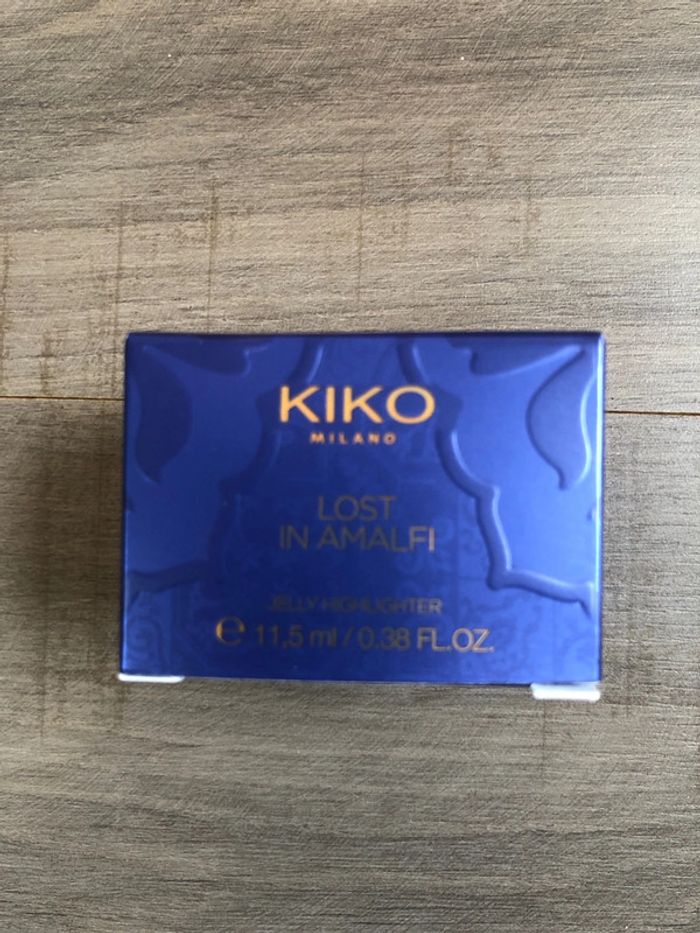 KIKO
MILANO
LOST
IN AMALFI
JELLY HIGHLIGHTER
e 11,5 ml / 0.38 FL.OZ.